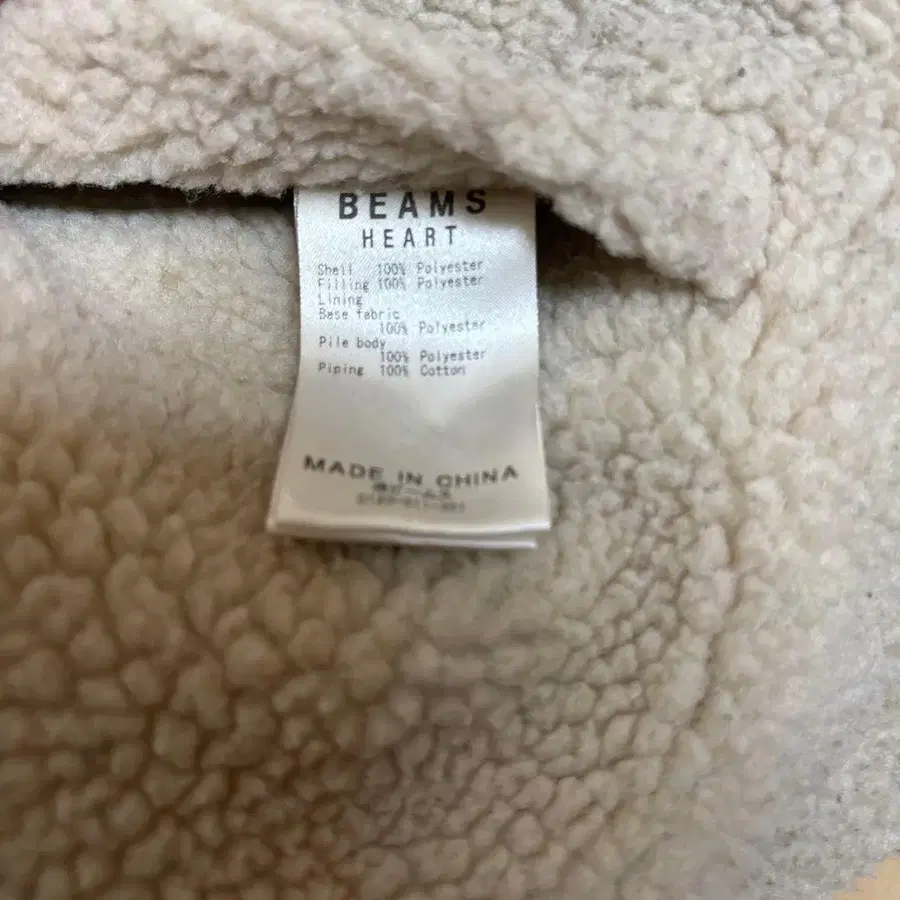 BEAMS
HEART
Shell 100% Polyester
Filling 100% Polyester
Lining
Base fabric
100% Polyester
Pile body
100% Polyester
Piping 100% Cotton
MADE IN CHINA